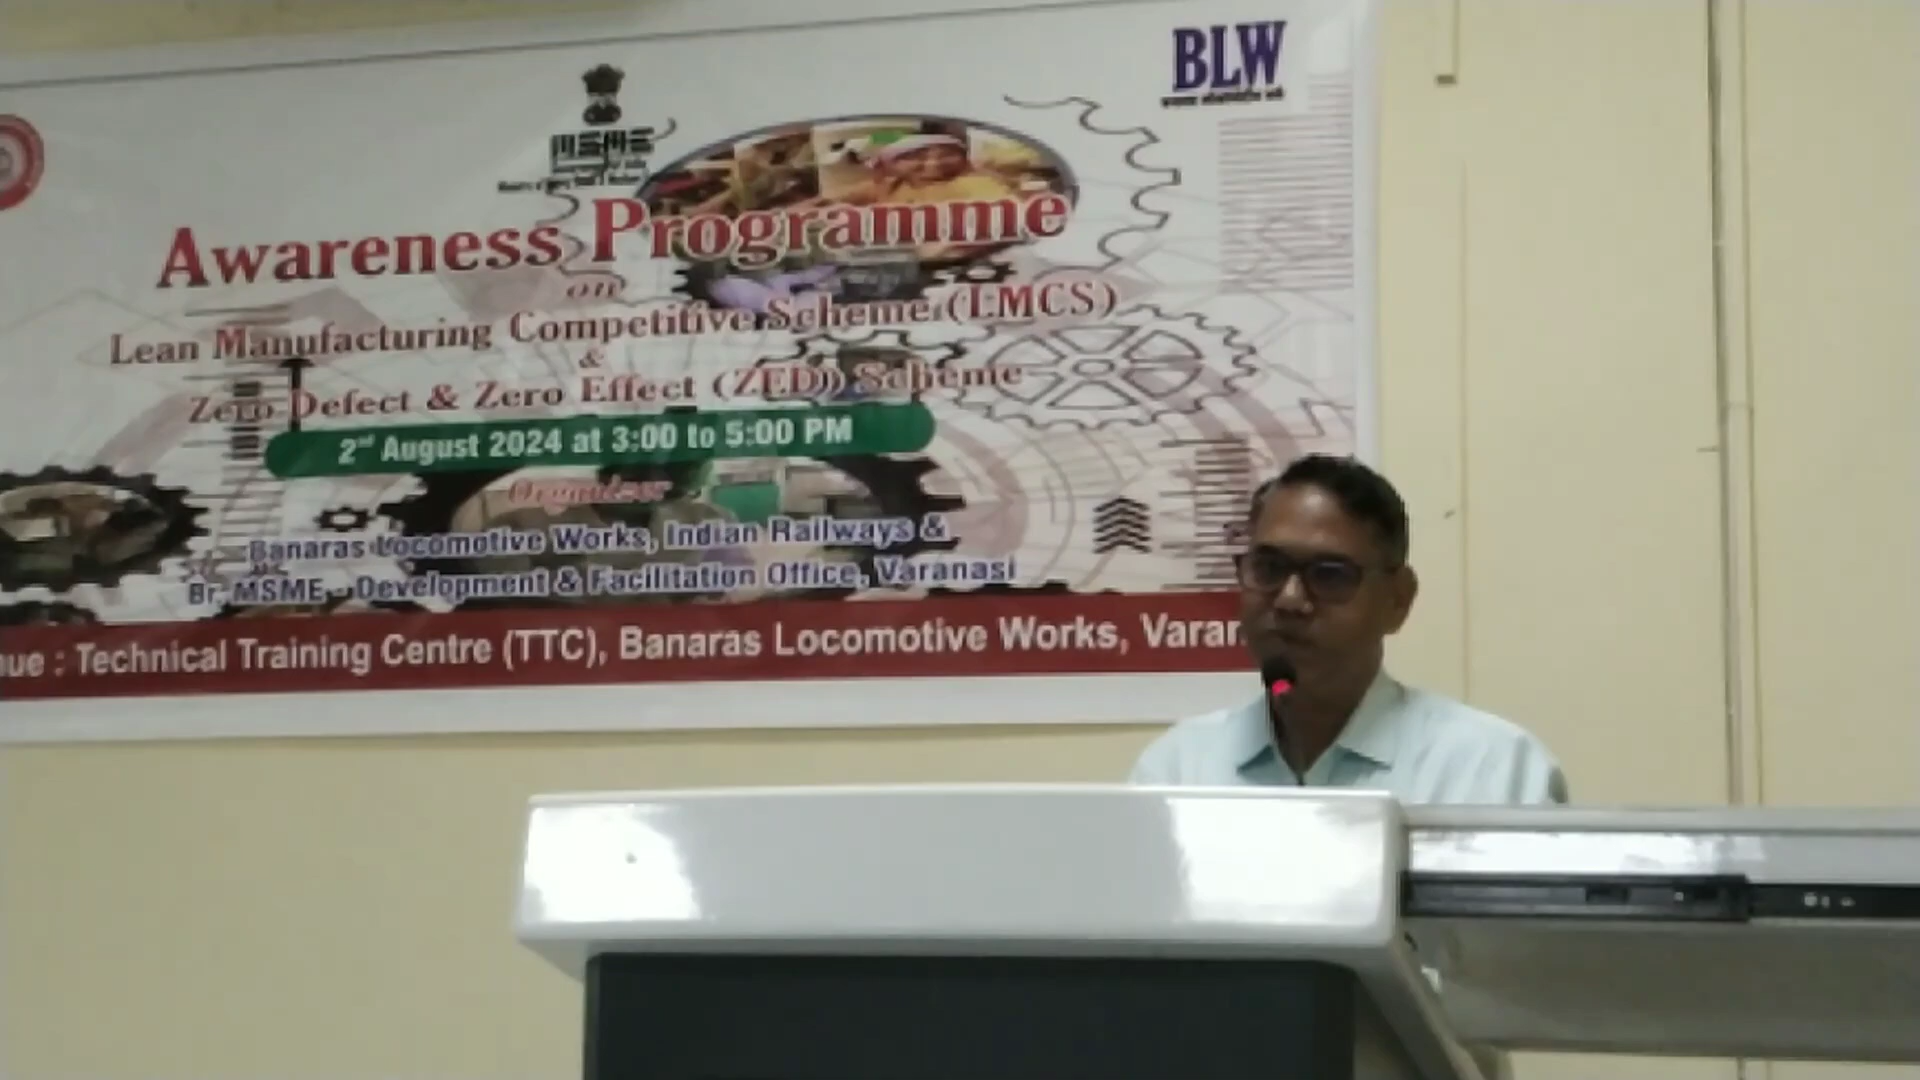 BLW
MSME
Awareness Programme
on
Lean Manufacturing Competitive Scheme (LMCS)
&
Zero Defect & Zero Effect (ZED) Scheme
2nd August 2024 at 3:00 to 5:00 PM
Organizer
Banaras Locomotive Works, Indian Railways &
Br. MSME - Development & Facilitation Office, Varanasi
: Technical Training Centre (TTC), Banaras Locomotive Works,